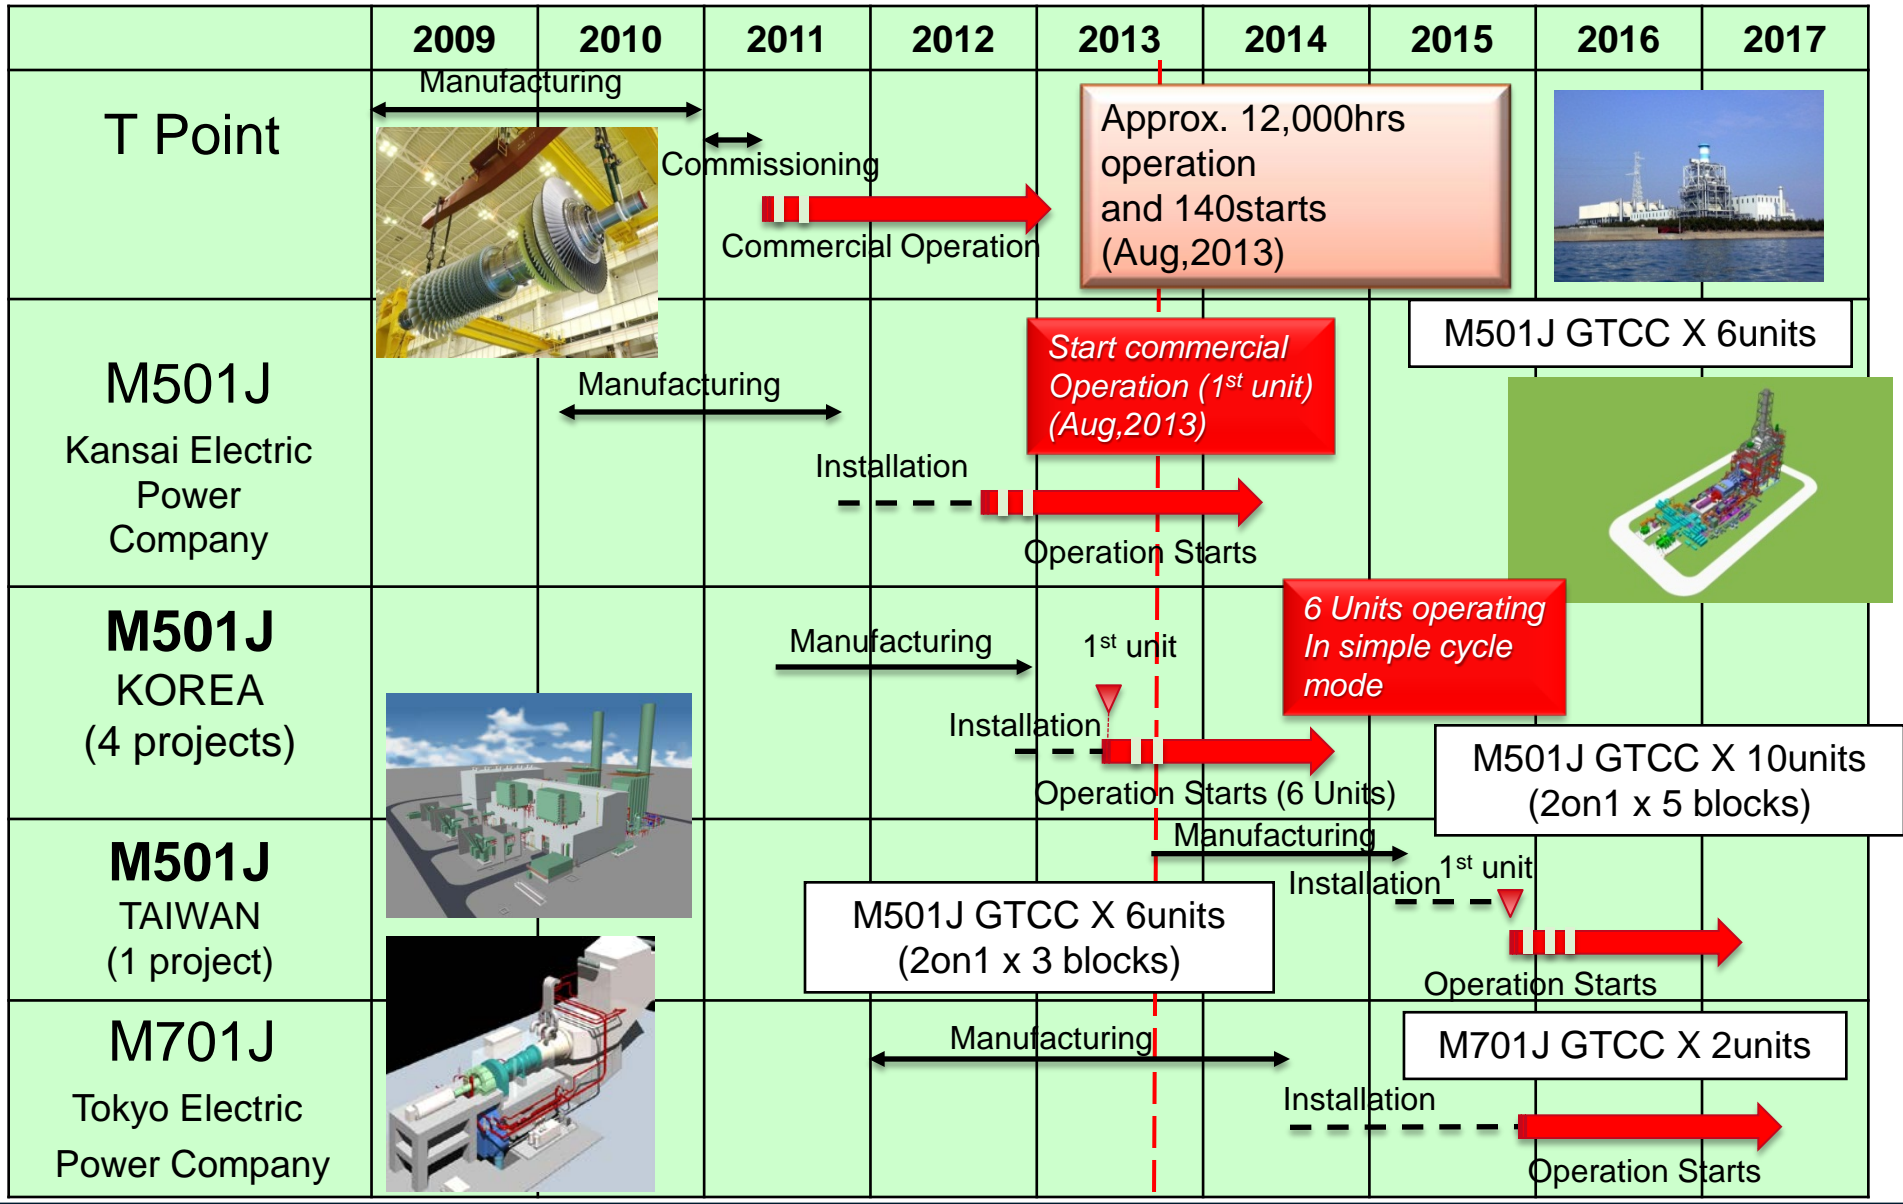 2009 2010 2011 2012 2013 2014 2015 2016 2017
T Point
Manufacturing
Commissioning
Commercial Operation
Approx. 12,000hrs
operation
and 140starts
(Aug,2013)
M501J
Kansai Electric
Power
Company
Manufacturing
Installation
Start commercial
Operation (1st unit)
(Aug,2013)
Operation Starts
M501J GTCC X 6units
M501J
KOREA
(4 projects)
Manufacturing
1st unit
Installation
Operation Starts (6 Units)
6 Units operating
In simple cycle
mode
M501J GTCC X 10units
(2on1 x 5 blocks)
M501J
TAIWAN
(1 project)
M501J GTCC X 6units
(2on1 x 3 blocks)
Manufacturing
Installation
1st unit
Operation Starts
M701J
Tokyo Electric
Power Company
Manufacturing
M701J GTCC X 2units
Installation
Operation Starts